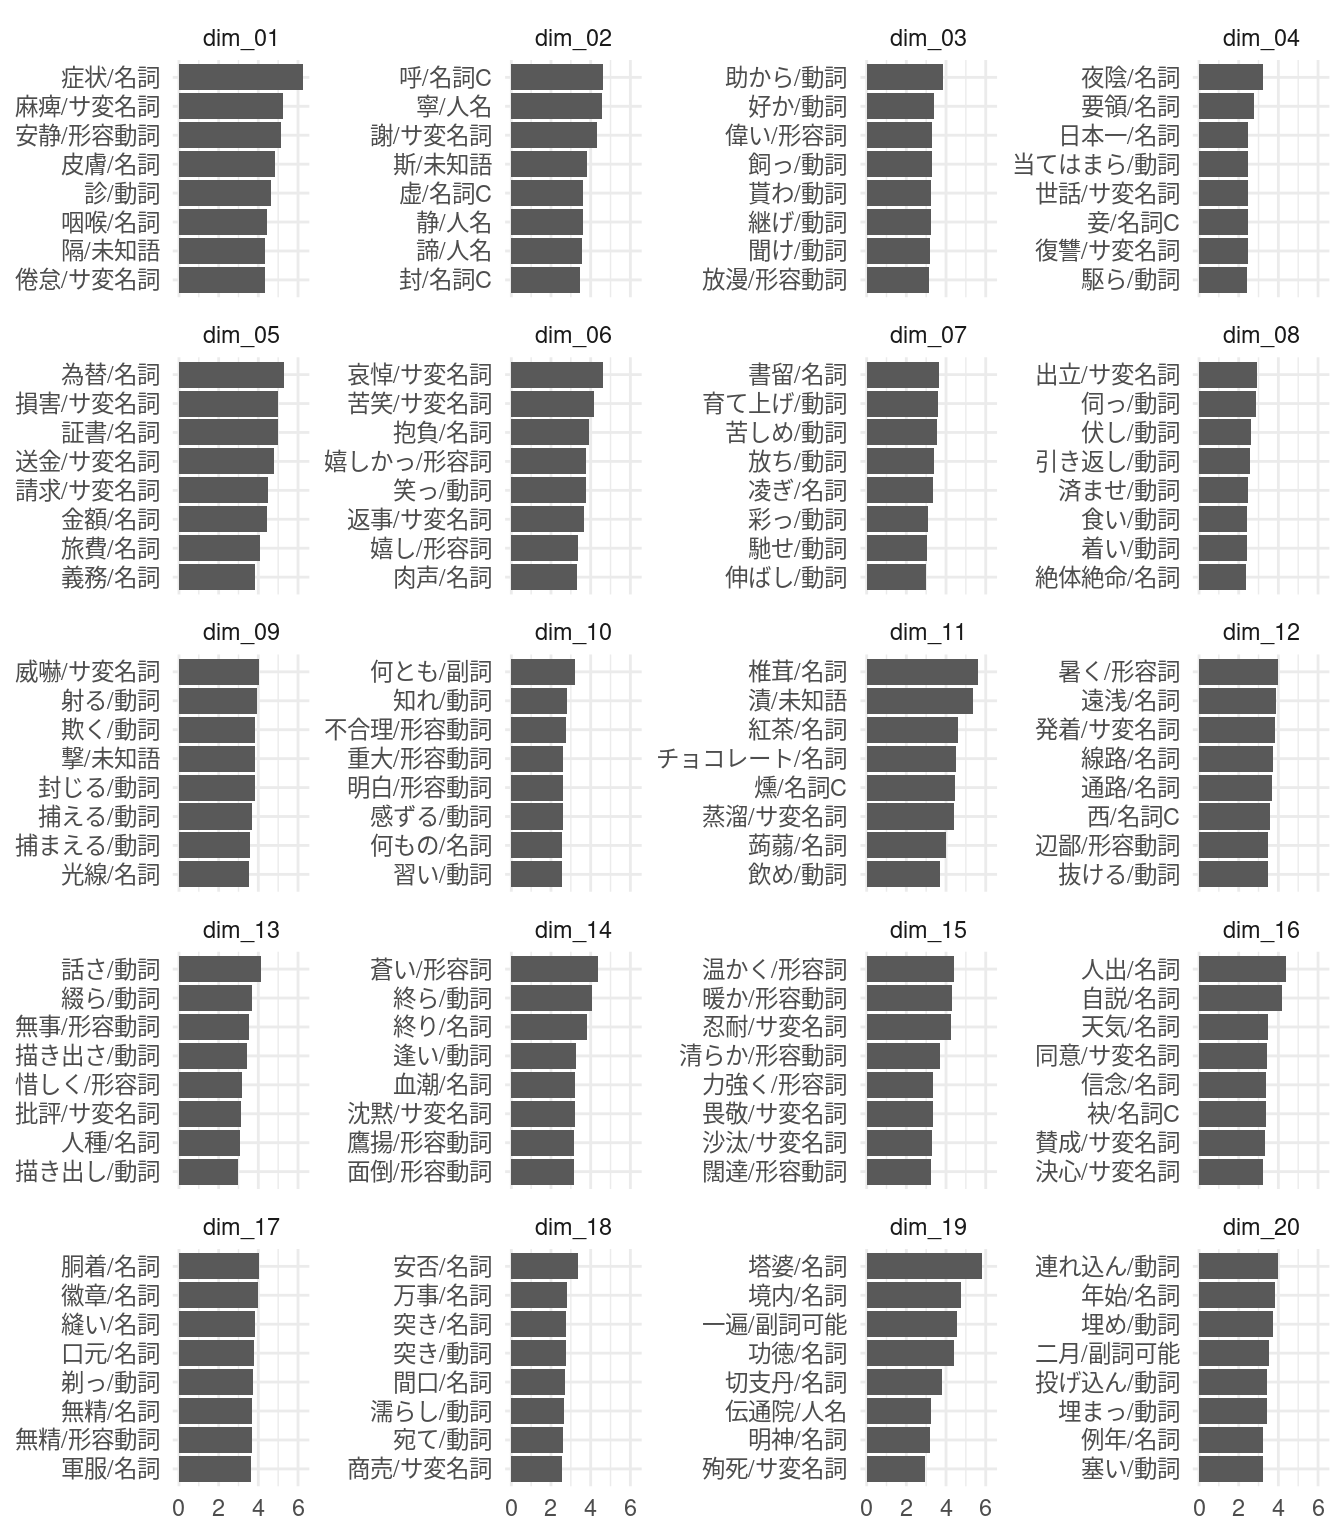 dim_01
症状/名詞
麻痺/サ変名詞
安静/形容動詞
皮膚/名詞
診/動詞
咽喉/名詞
隔/未知語
倦怠/サ変名詞
dim_02
呼/名詞C
寧/人名
謝/サ変名詞
斯/未知語
虚/名詞C
静/人名
諦/人名
封/名詞C
dim_03
助から/動詞
好か/動詞
偉い/形容詞
飼っ/動詞
貰わ/動詞
継げ/動詞
聞け/動詞
放漫/形容動詞
dim_04
夜陰/名詞
要領/名詞
日本一/名詞
当てはまら/動詞
世話/サ変名詞
妾/名詞C
復讐/サ変名詞
駆ら/動詞
dim_05
為替/名詞
損害/サ変名詞
証書/名詞
送金/サ変名詞
請求/サ変名詞
金額/名詞
旅費/名詞
義務/名詞
dim_06
哀悼/サ変名詞
苦笑/サ変名詞
抱負/名詞
嬉しかっ/形容詞
笑っ/動詞
返事/サ変名詞
嬉し/形容詞
肉声/名詞
dim_07
書留/名詞
育て上げ/動詞
苦しめ/動詞
放ち/動詞
凌ぎ/名詞
彩っ/動詞
馳せ/動詞
伸ばし/動詞
dim_08
出立/サ変名詞
伺っ/動詞
伏し/動詞
引き返し/動詞
済ませ/動詞
食い/動詞
着い/動詞
絶体絶命/名詞
dim_09
威嚇/サ変名詞
射る/動詞
欺く/動詞
撃/未知語
封じる/動詞
捕える/動詞
捕まえる/動詞
光線/名詞
dim_10
何とも/副詞
知れ/動詞
不合理/形容動詞
重大/形容動詞
明白/形容動詞
感ずる/動詞
何もの/名詞
習い/動詞
dim_11
椎茸/名詞
漬/未知語
紅茶/名詞
チョコレート/名詞
燻/名詞C
蒸溜/サ変名詞
蒟蒻/名詞
飲め/動詞
dim_12
暑く/形容詞
遠浅/名詞
発着/サ変名詞
線路/名詞
通路/名詞
西/名詞C
辺鄙/形容動詞
抜ける/動詞
dim_13
話さ/動詞
綴ら/動詞
無事/形容動詞
描き出さ/動詞
惜しく/形容詞
批評/サ変名詞
人種/名詞
描き出し/動詞
dim_14
蒼い/形容詞
終ら/動詞
終り/名詞
逢い/動詞
血潮/名詞
沈黙/サ変名詞
鷹揚/形容動詞
面倒/形容動詞
dim_15
温かく/形容詞
暖か/形容動詞
忍耐/サ変名詞
清らか/形容動詞
力強く/形容詞
畏敬/サ変名詞
沙汰/サ変名詞
闊達/形容動詞
dim_16
人出/名詞
自説/名詞
天気/名詞
同意/サ変名詞
信念/名詞
袂/名詞C
賛成/サ変名詞
決心/サ変名詞
dim_17
胴着/名詞
徽章/名詞
縫い/名詞
口元/名詞
剃っ/動詞
無精/名詞
無精/形容動詞
軍服/名詞
0 2 4 6
dim_18
安否/名詞
万事/名詞
突き/名詞
突き/動詞
間口/名詞
濡らし/動詞
宛て/動詞
商売/サ変名詞
0 2 4 6
dim_19
塔婆/名詞
境内/名詞
一遍/副詞可能
功徳/名詞
切支丹/名詞
伝通院/人名
明神/名詞
殉死/サ変名詞
0 2 4 6
dim_20
連れ込ん/動詞
年始/名詞
埋め/動詞
二月/副詞可能
投げ込ん/動詞
埋まっ/動詞
例年/名詞
塞い/動詞
0 2 4 6